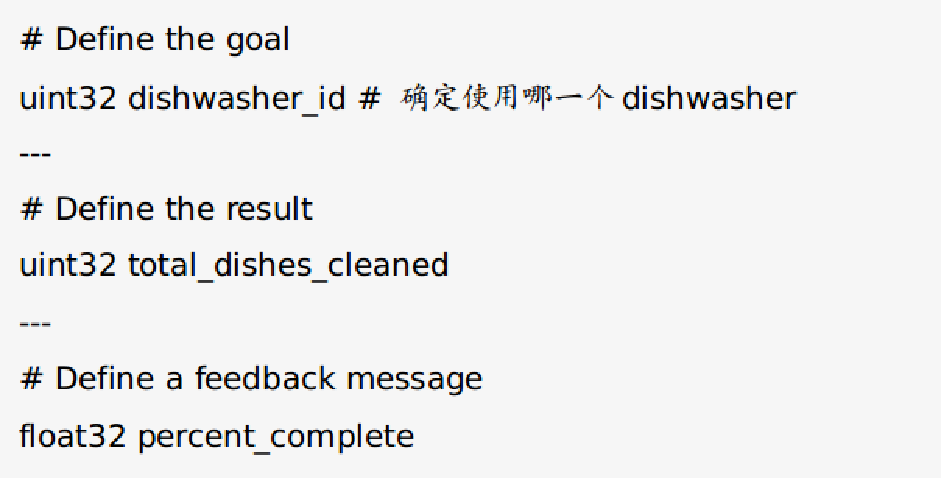 # Define the goal
uint32 dishwasher_id # 确定使用哪一个 dishwasher
---
# Define the result
uint32 total_dishes_cleaned
---
# Define a feedback message
float32 percent_complete